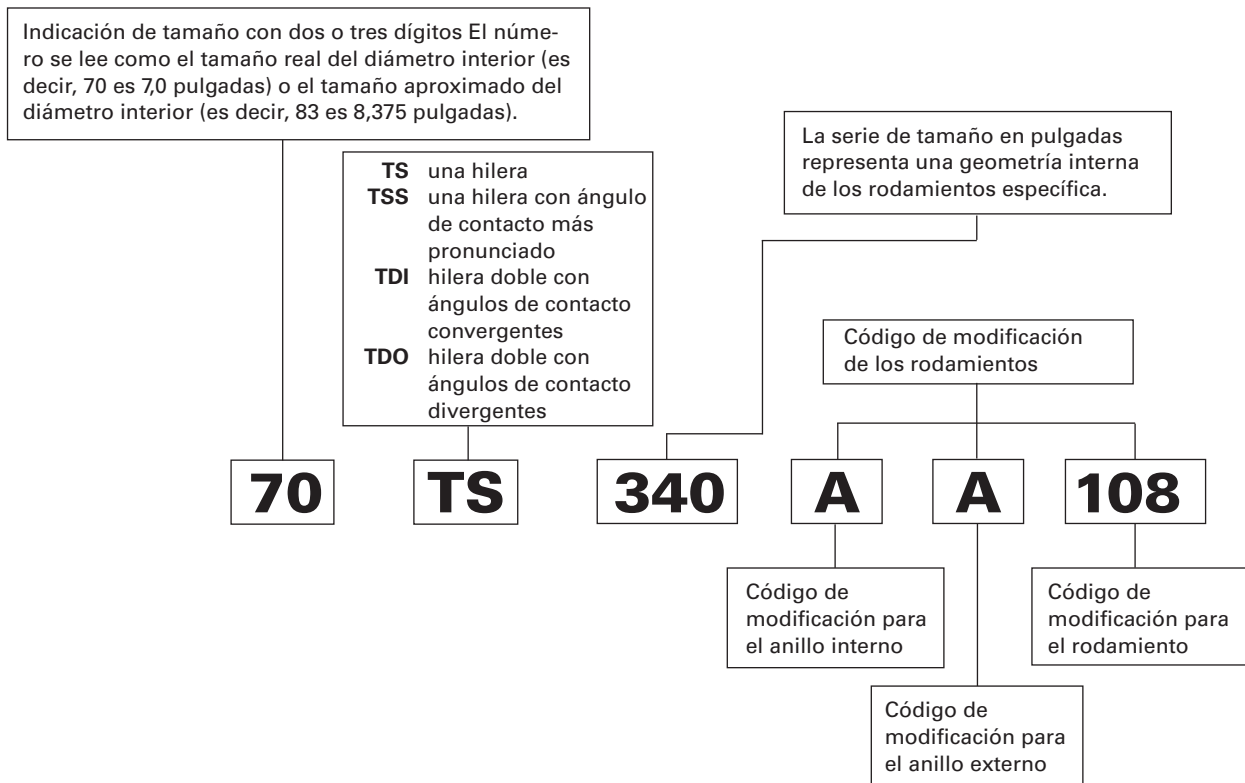 Indicación de tamaño con dos o tres dígitos El núme-
ro se lee como el tamaño real del diámetro interior (es
decir, 70 es 7,0 pulgadas) o el tamaño aproximado del
diámetro interior (es decir, 83 es 8,375 pulgadas).
La serie de tamaño en pulgadas
representa una geometría interna
de los rodamientos específica.
TS una hilera
TSS una hilera con ángulo
de contacto más
pronunciado
TDI hilera doble con
ángulos de contacto
convergentes
TDO hilera doble con
ángulos de contacto
divergentes
Código de modificación
de los rodamientos
70 TS 340 A A 108
Código de
modificación para
el anillo interno
Código de
modificación para
el rodamiento
Código de
modificación para
el anillo externo